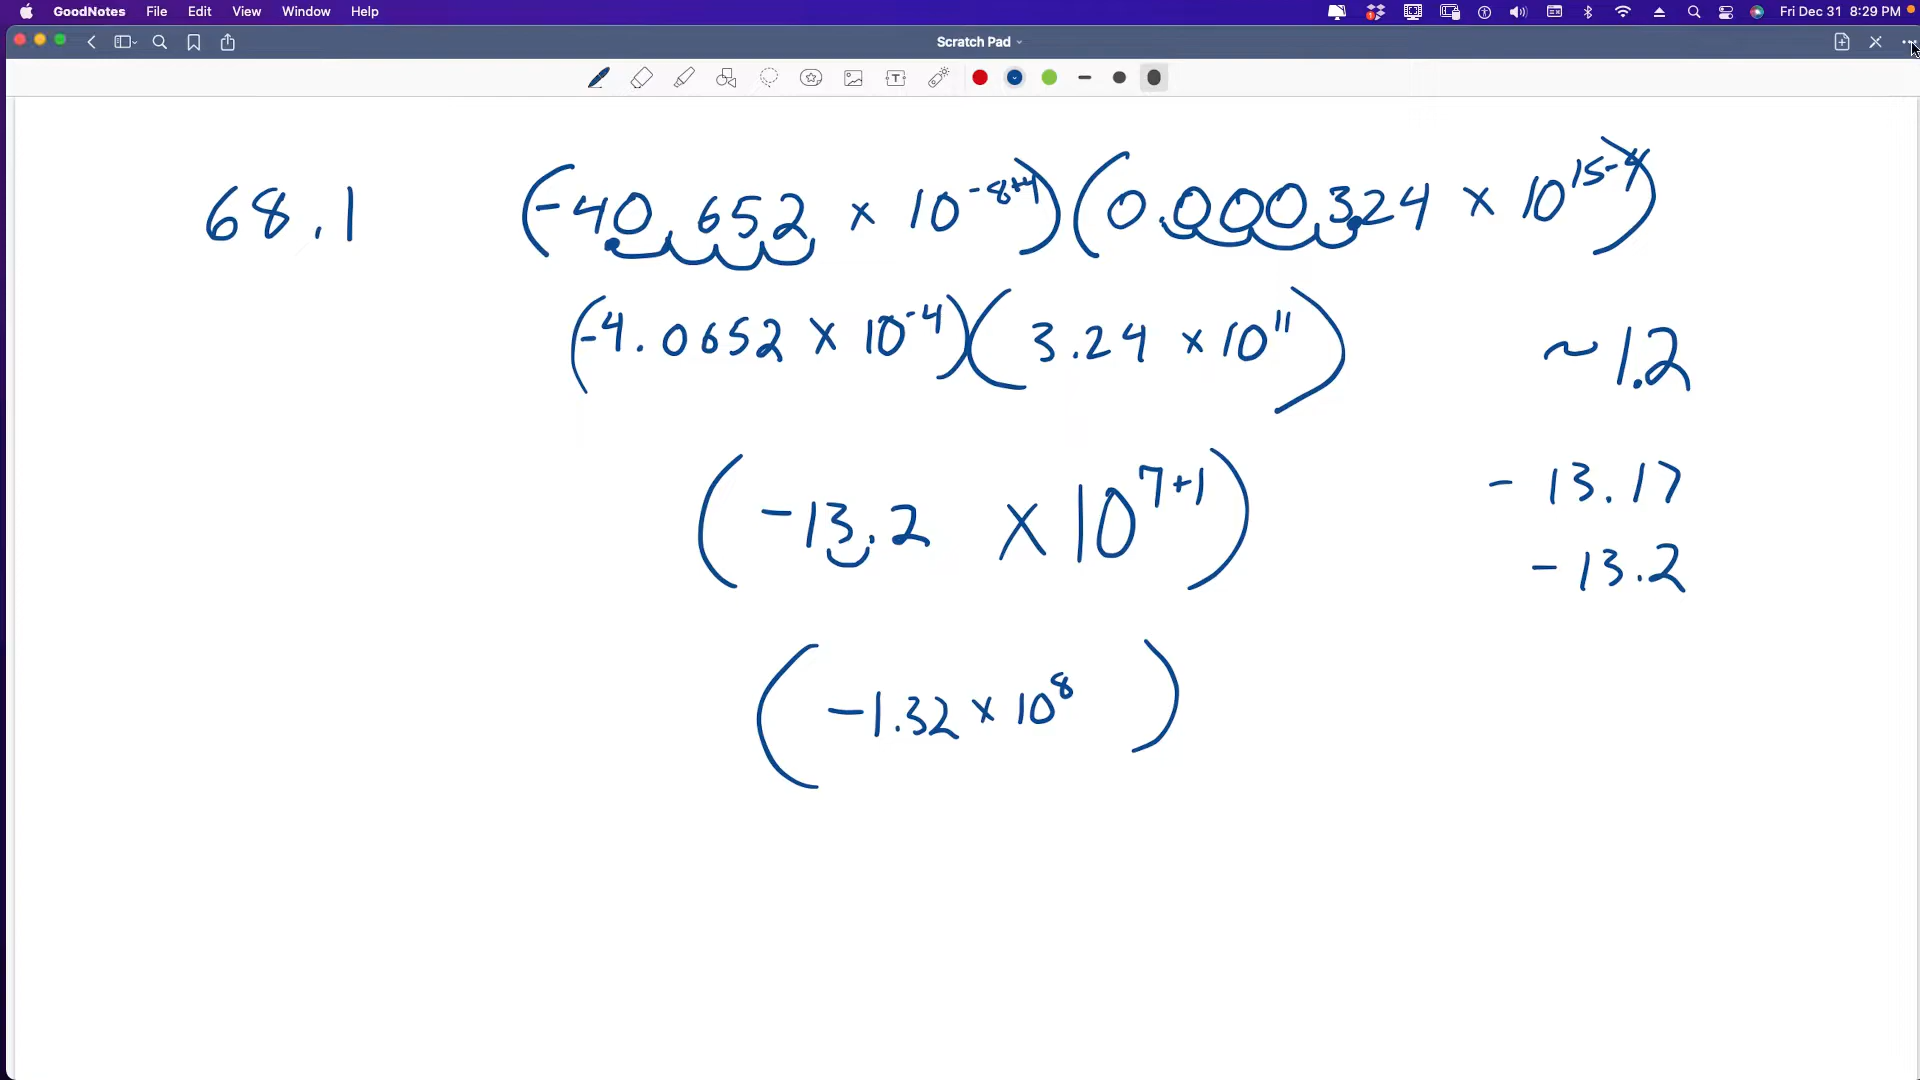 GoodNotes File Edit View Window Help Fri Dec 31 8:29 PM
Scratch Pad
68.1 (-40,652 × 10^-8+4)(0.000324 × 10^15-4)
(-4.0652 × 10^-4)(3.24 × 10^11)
~1.2
(-13.2 × 10^7+1)
- 13.17
- 13.2
(-1.32 × 10^8)